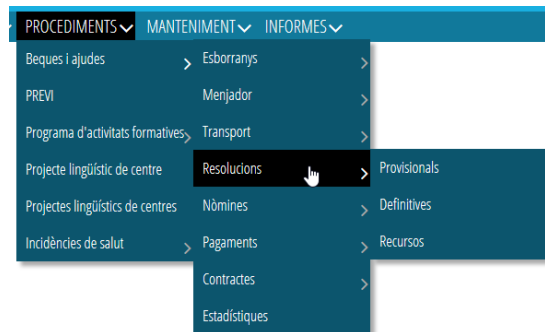 PROCEDIMENTS MANTENIMENT INFORMES
Beques i ajudes
PREVI
Programa d'activitats formatives
Projecte lingüístic de centre
Projectes lingüístics de centres
Incidències de salut
Esborranys
Menjador
Transport
Resolucions
Nòmines
Pagaments
Contractes
Estadístiques
Provisionals
Definitives
Recursos